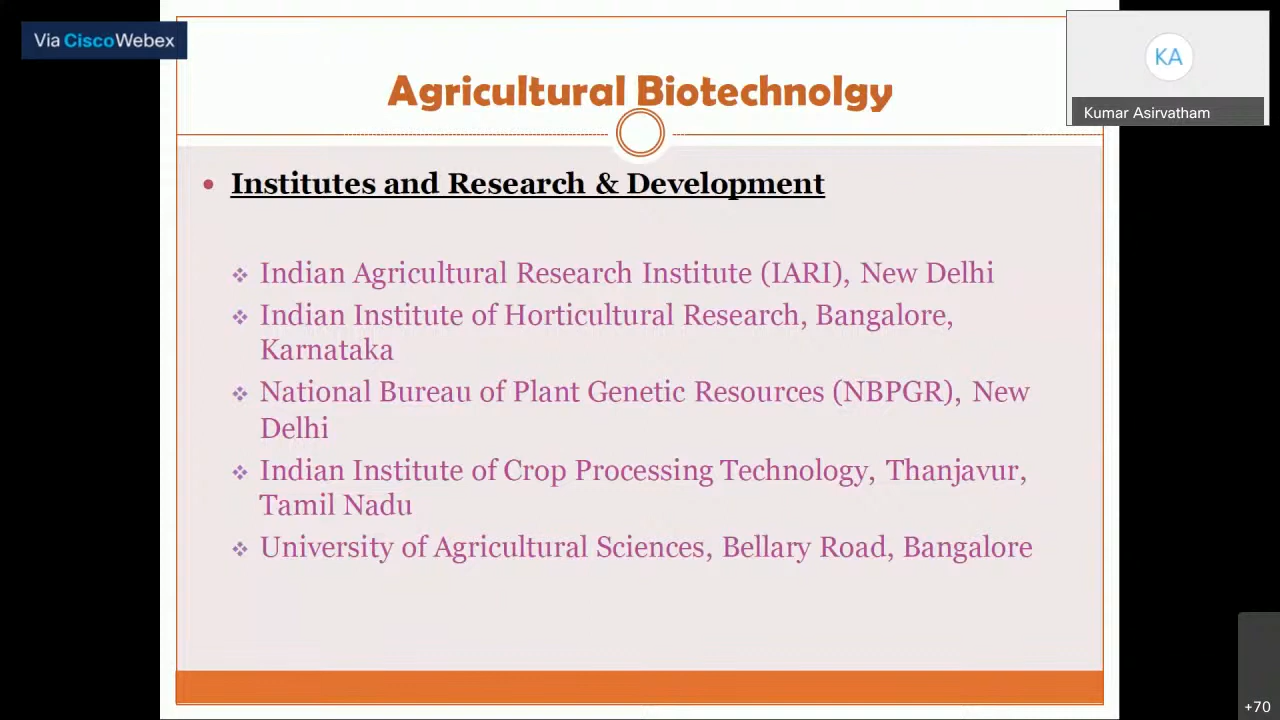 Via CiscoWebex
KA
Kumar Asirvatham
Agricultural Biotechnolgy
Institutes and Research & Development
Indian Agricultural Research Institute (IARI), New Delhi
Indian Institute of Horticultural Research, Bangalore,
Karnataka
National Bureau of Plant Genetic Resources (NBPGR), New
Delhi
Indian Institute of Crop Processing Technology, Thanjavur,
Tamil Nadu
University of Agricultural Sciences, Bellary Road, Bangalore
+70